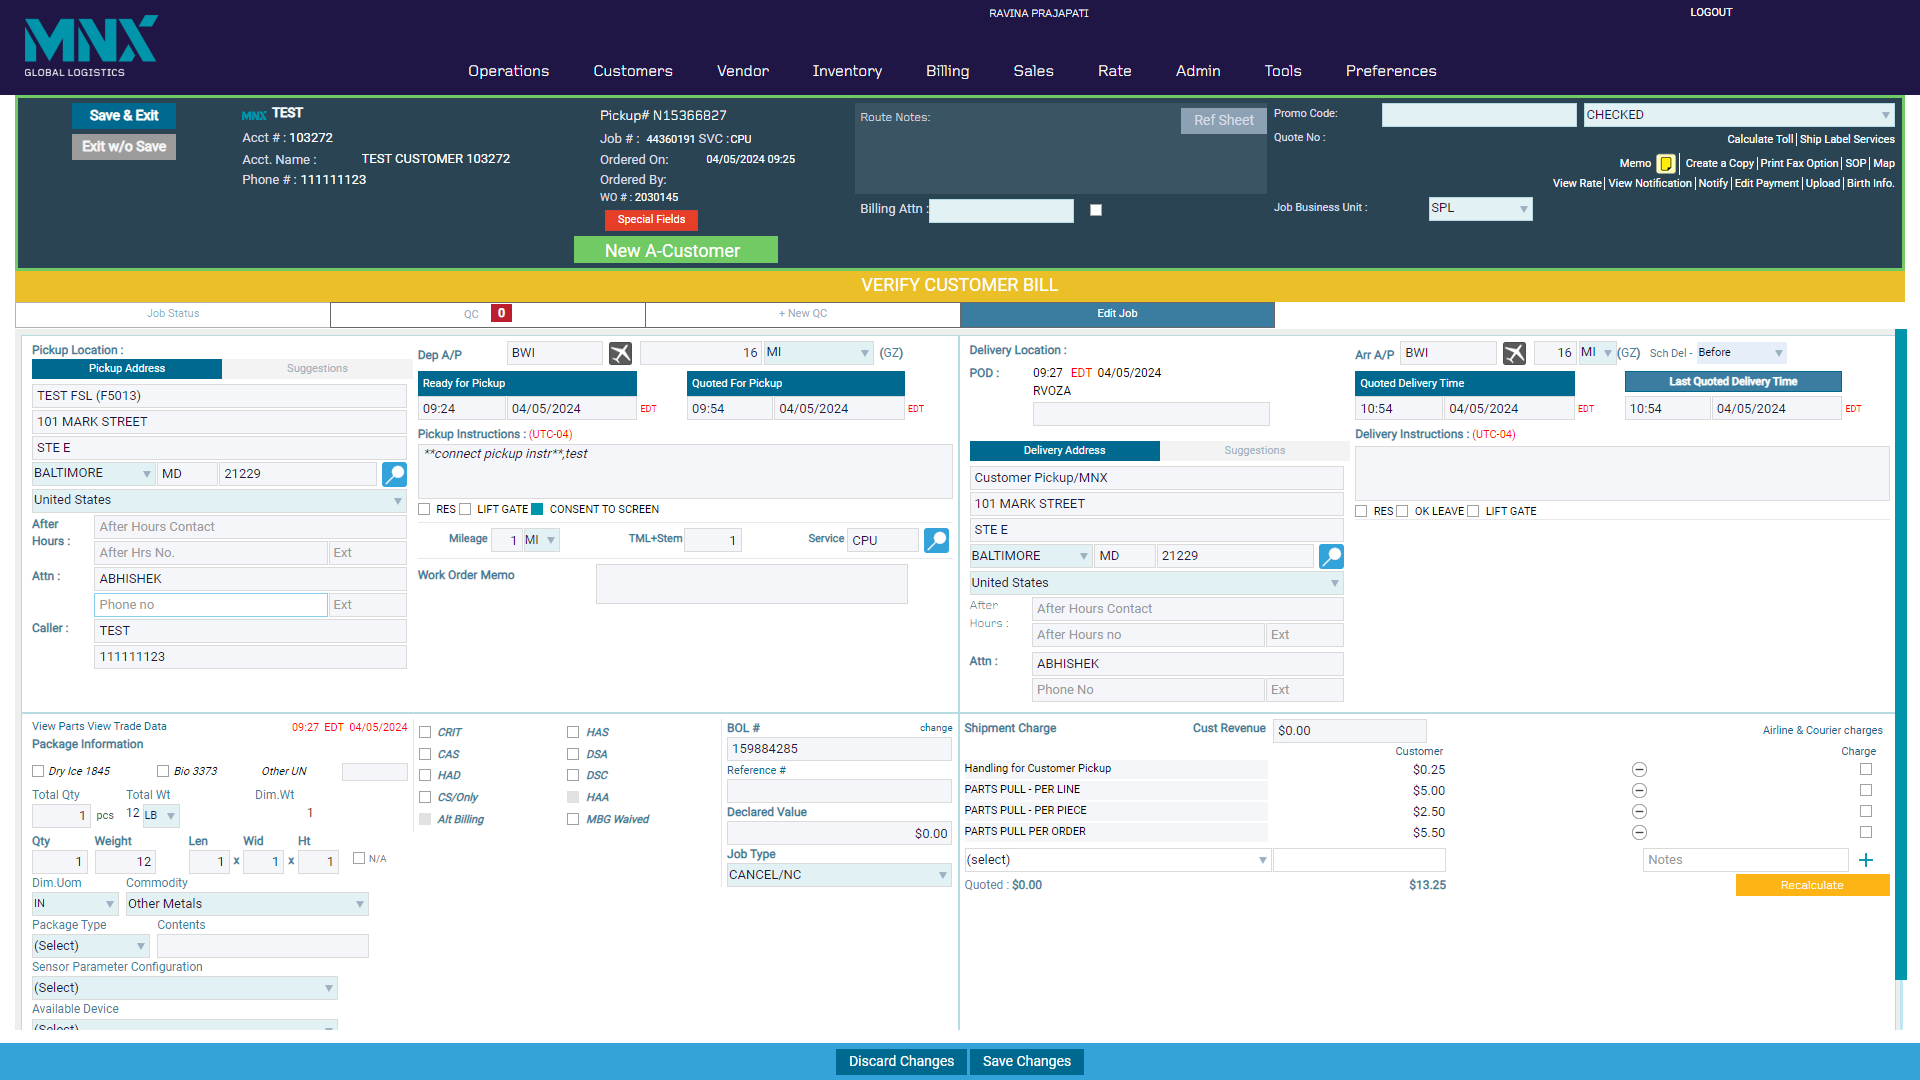 MNX
GLOBAL LOGISTICS
RAVINA PRAJAPATI
LOGOUT
Operations Customers Vendor Inventory Billing Sales Rate Admin Tools Preferences
Save & Exit
Exit w/o Save
MNX TEST
Acct # : 103272
Acct. Name : TEST CUSTOMER 103272
Phone # : 111111123
Pickup# N15366827
Job # : 44360191 SVC : CPU
Ordered On: 04/05/2024 09:25
Ordered By:
WO # : 2030145
Special Fields
New A-Customer
Route Notes:
Ref Sheet
Billing Attn :
Promo Code:
CHECKED
Quote No :
Calculate Toll | Ship Label Services
Memo | Create a Copy | Print Fax Option | SOP | Map
View Rate | View Notification | Notify | Edit Payment | Upload | Birth Info.
Job Business Unit : SPL
VERIFY CUSTOMER BILL
Job Status
QC 0
+ New QC
Edit Job
Pickup Location :
Pickup Address Suggestions
TEST FSL (F5013)
101 MARK STREET
STE E
BALTIMORE MD 21229
United States
After Hours : After Hours Contact
After Hrs No. Ext
Attn : ABHISHEK
Phone no Ext
Caller : TEST
111111123
Dep A/P BWI 16 MI (GZ)
Ready for Pickup Quoted For Pickup
09:24 04/05/2024 EDT 09:54 04/05/2024 EDT
Pickup Instructions : (UTC-04)
**connect pickup instr**,test
RES LIFT GATE CONSENT TO SCREEN
Mileage 1 MI TML+Stem 1 Service CPU
Work Order Memo
Delivery Location :
POD : 09:27 EDT 04/05/2024
RVOZA
Delivery Address Suggestions
Customer Pickup/MNX
101 MARK STREET
STE E
BALTIMORE MD 21229
United States
After Hours : After Hours Contact
After Hours no Ext
Attn : ABHISHEK
Phone No Ext
Arr A/P BWI 16 MI (GZ) Sch Del - Before
Quoted Delivery Time Last Quoted Delivery Time
10:54 04/05/2024 EDT 10:54 04/05/2024 EDT
Delivery Instructions : (UTC-04)
RES OK LEAVE LIFT GATE
View Parts View Trade Data 09:27 EDT 04/05/2024
Package Information
Dry Ice 1845 Bio 3373 Other UN
Total Qty Total Wt Dim.Wt
1 pcs 12 LB 1
Qty Weight Len Wid Ht
1 12 1 x 1 x 1 N/A
Dim.Uom Commodity
IN Other Metals
Package Type Contents
(Select)
Sensor Parameter Configuration
(Select)
Available Device
(Select)
CRIT HAS
CAS DSA
HAD DSC
CS/Only HAA
Alt Billing MBG Waived
BOL # change
159884285
Reference #
Declared Value
$0.00
Job Type
CANCEL/NC
Shipment Charge Cust Revenue $0.00
Airline & Courier charges
Customer Charge
Handling for Customer Pickup $0.25
PARTS PULL - PER LINE $5.00
PARTS PULL - PER PIECE $2.50
PARTS PULL PER ORDER $5.50
(select) Notes
Quoted : $0.00 $13.25
Recalculate
Discard Changes Save Changes